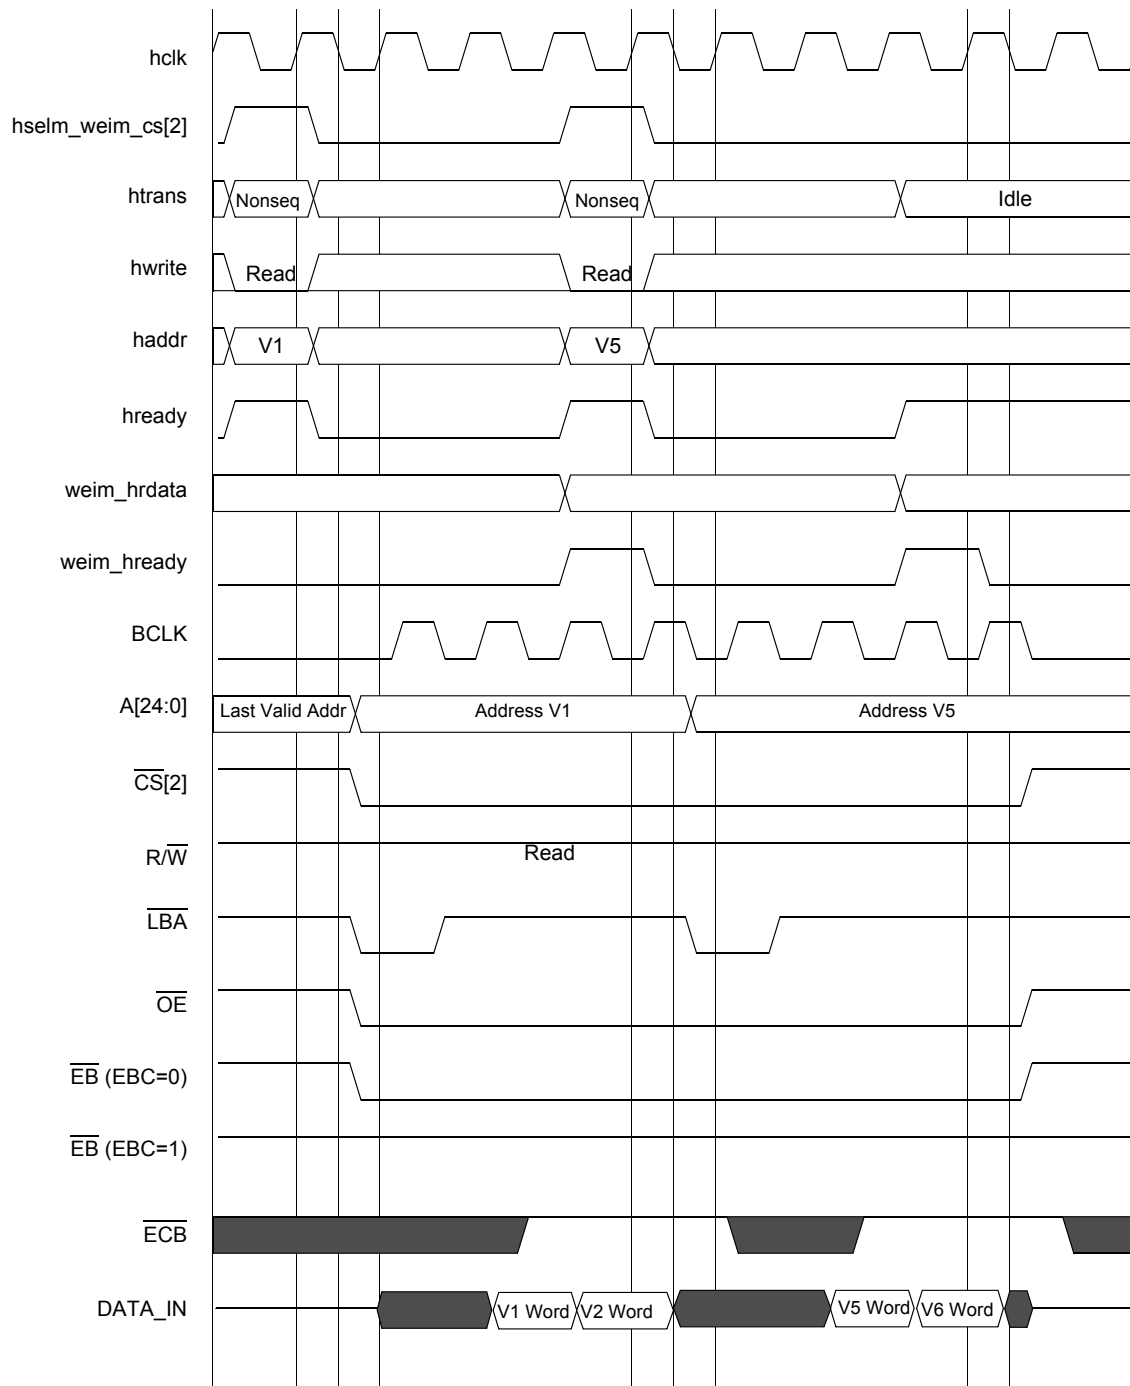 hclk
hselm_weim_cs[2]
htrans Nonseq Nonseq Idle
hwrite Read Read
haddr V1 V5
hready
weim_hrdata
weim_hready
BCLK
A[24:0] Last Valid Addr Address V1 Address V5
CS[2]
R/W Read
LBA
OE
EB (EBC=0)
EB (EBC=1)
ECB
DATA_IN V1 Word V2 Word V5 Word V6 Word